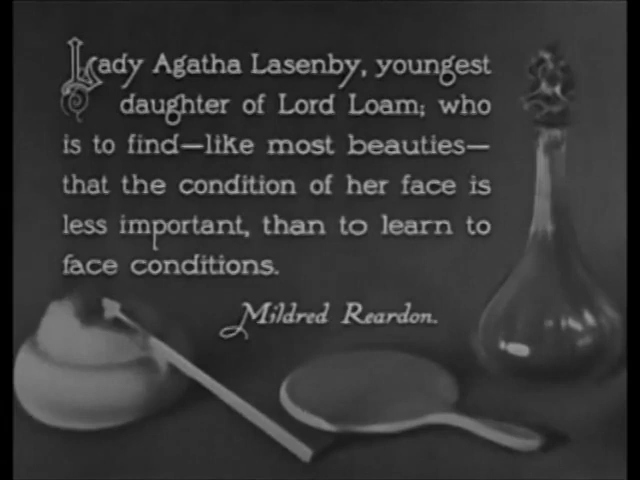 Lady Agatha Lasenby, youngest
daughter of Lord Loam; who
is to find—like most beauties—
that the condition of her face is
less important, than to learn to
face conditions.
Mildred Reardon.